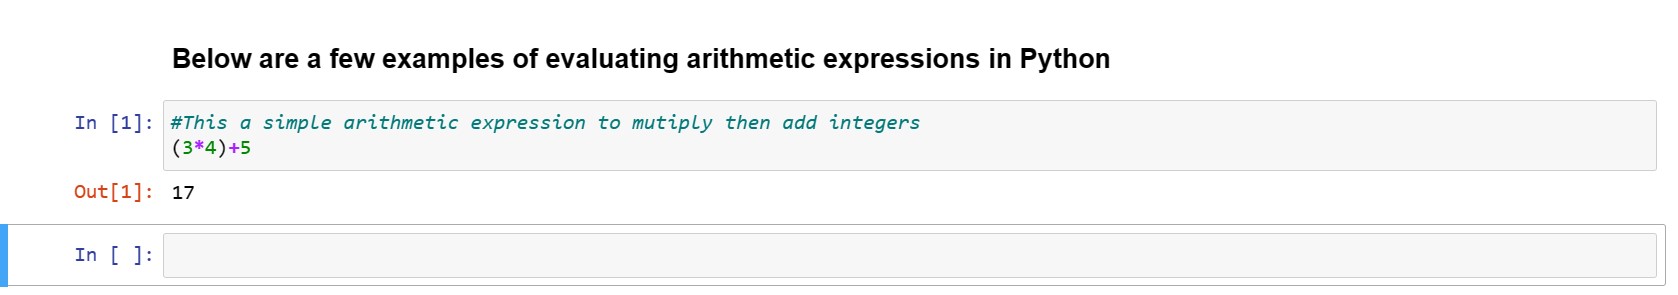 Below are a few examples of evaluating arithmetic expressions in Python
In [1]: #This a simple arithmetic expression to mutiply then add integers
(3*4)+5
Out[1]: 17
In [ ]: